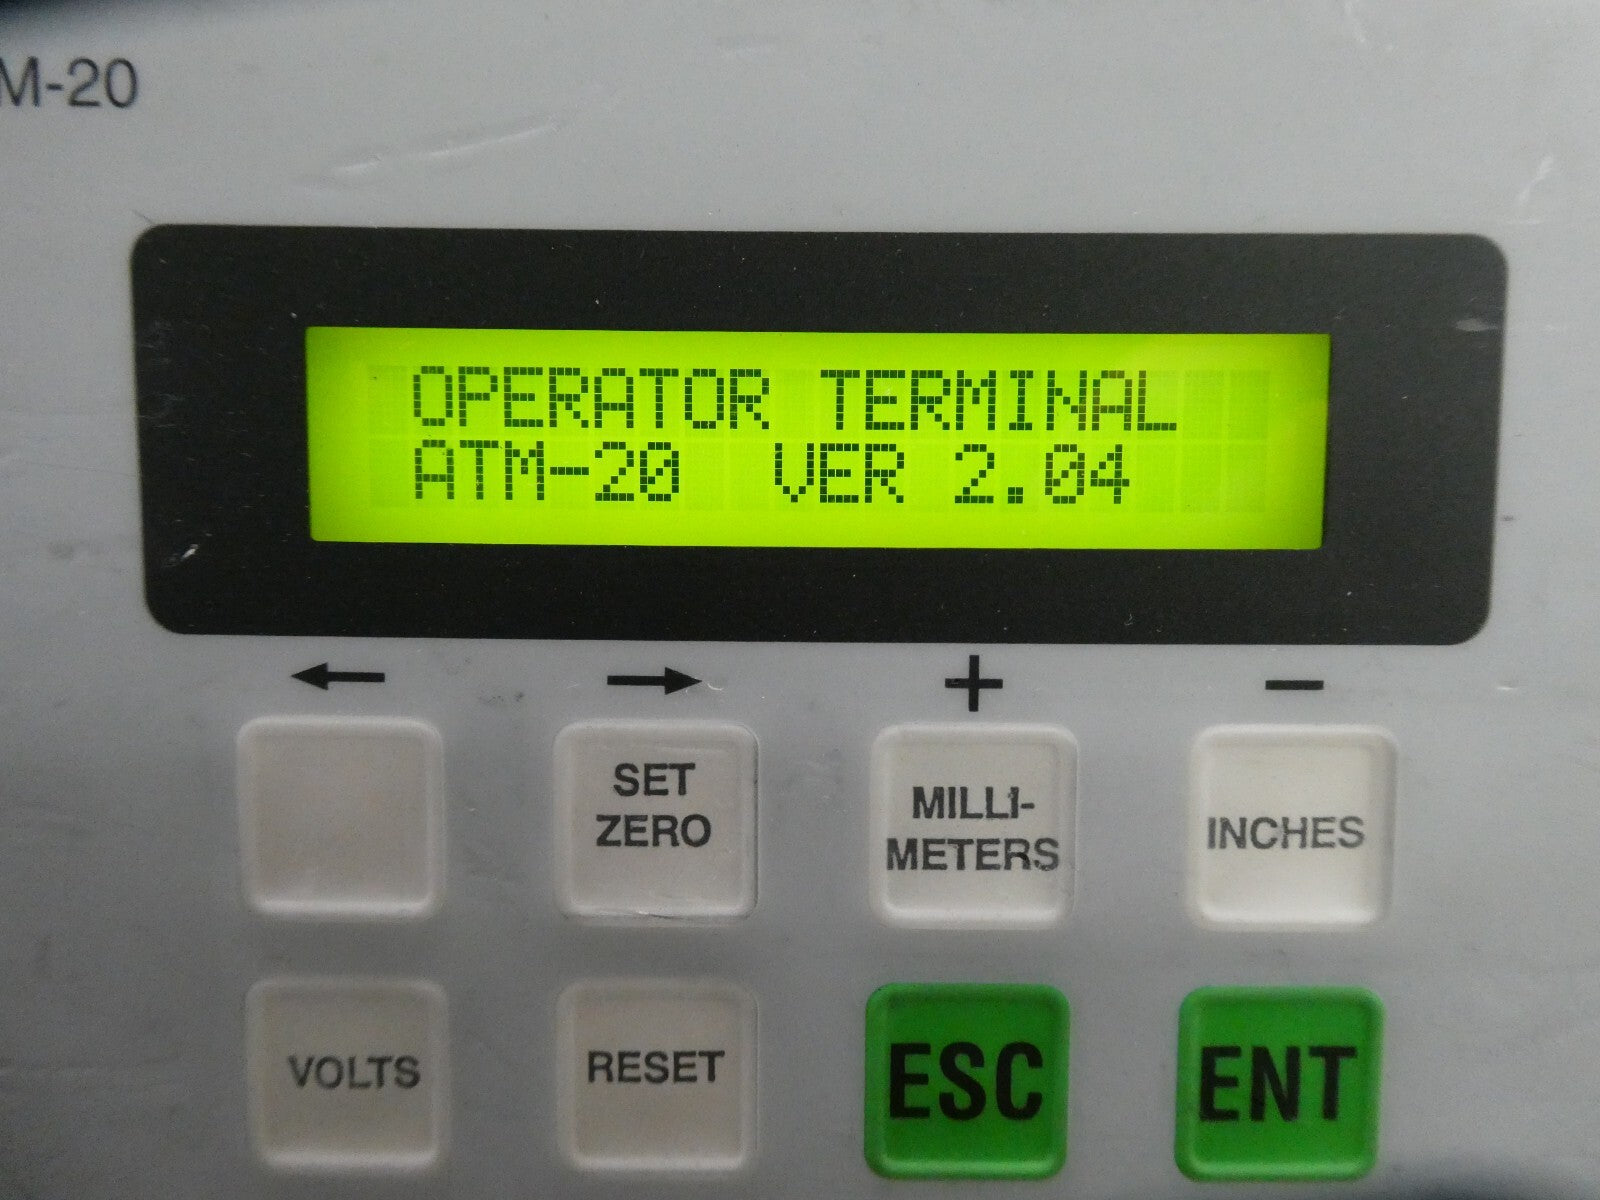 M-20
OPERATOR TERMINAL
ATM-20 VER 2.04
← → + −
SET
ZERO
MILLI-
METERS
INCHES
VOLTS
RESET
ESC
ENT